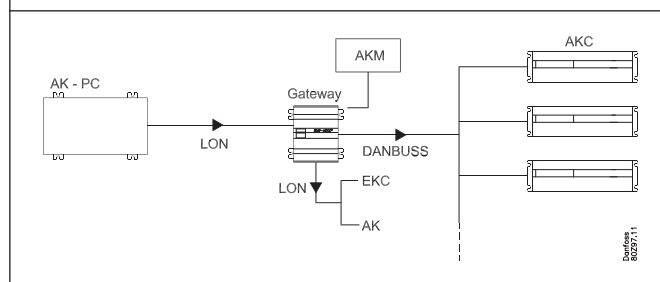 AKC
AKM
AK - PC
Gateway
LON
DANBUSS
LON
EKC
AK
Danfoss
80Z97.11